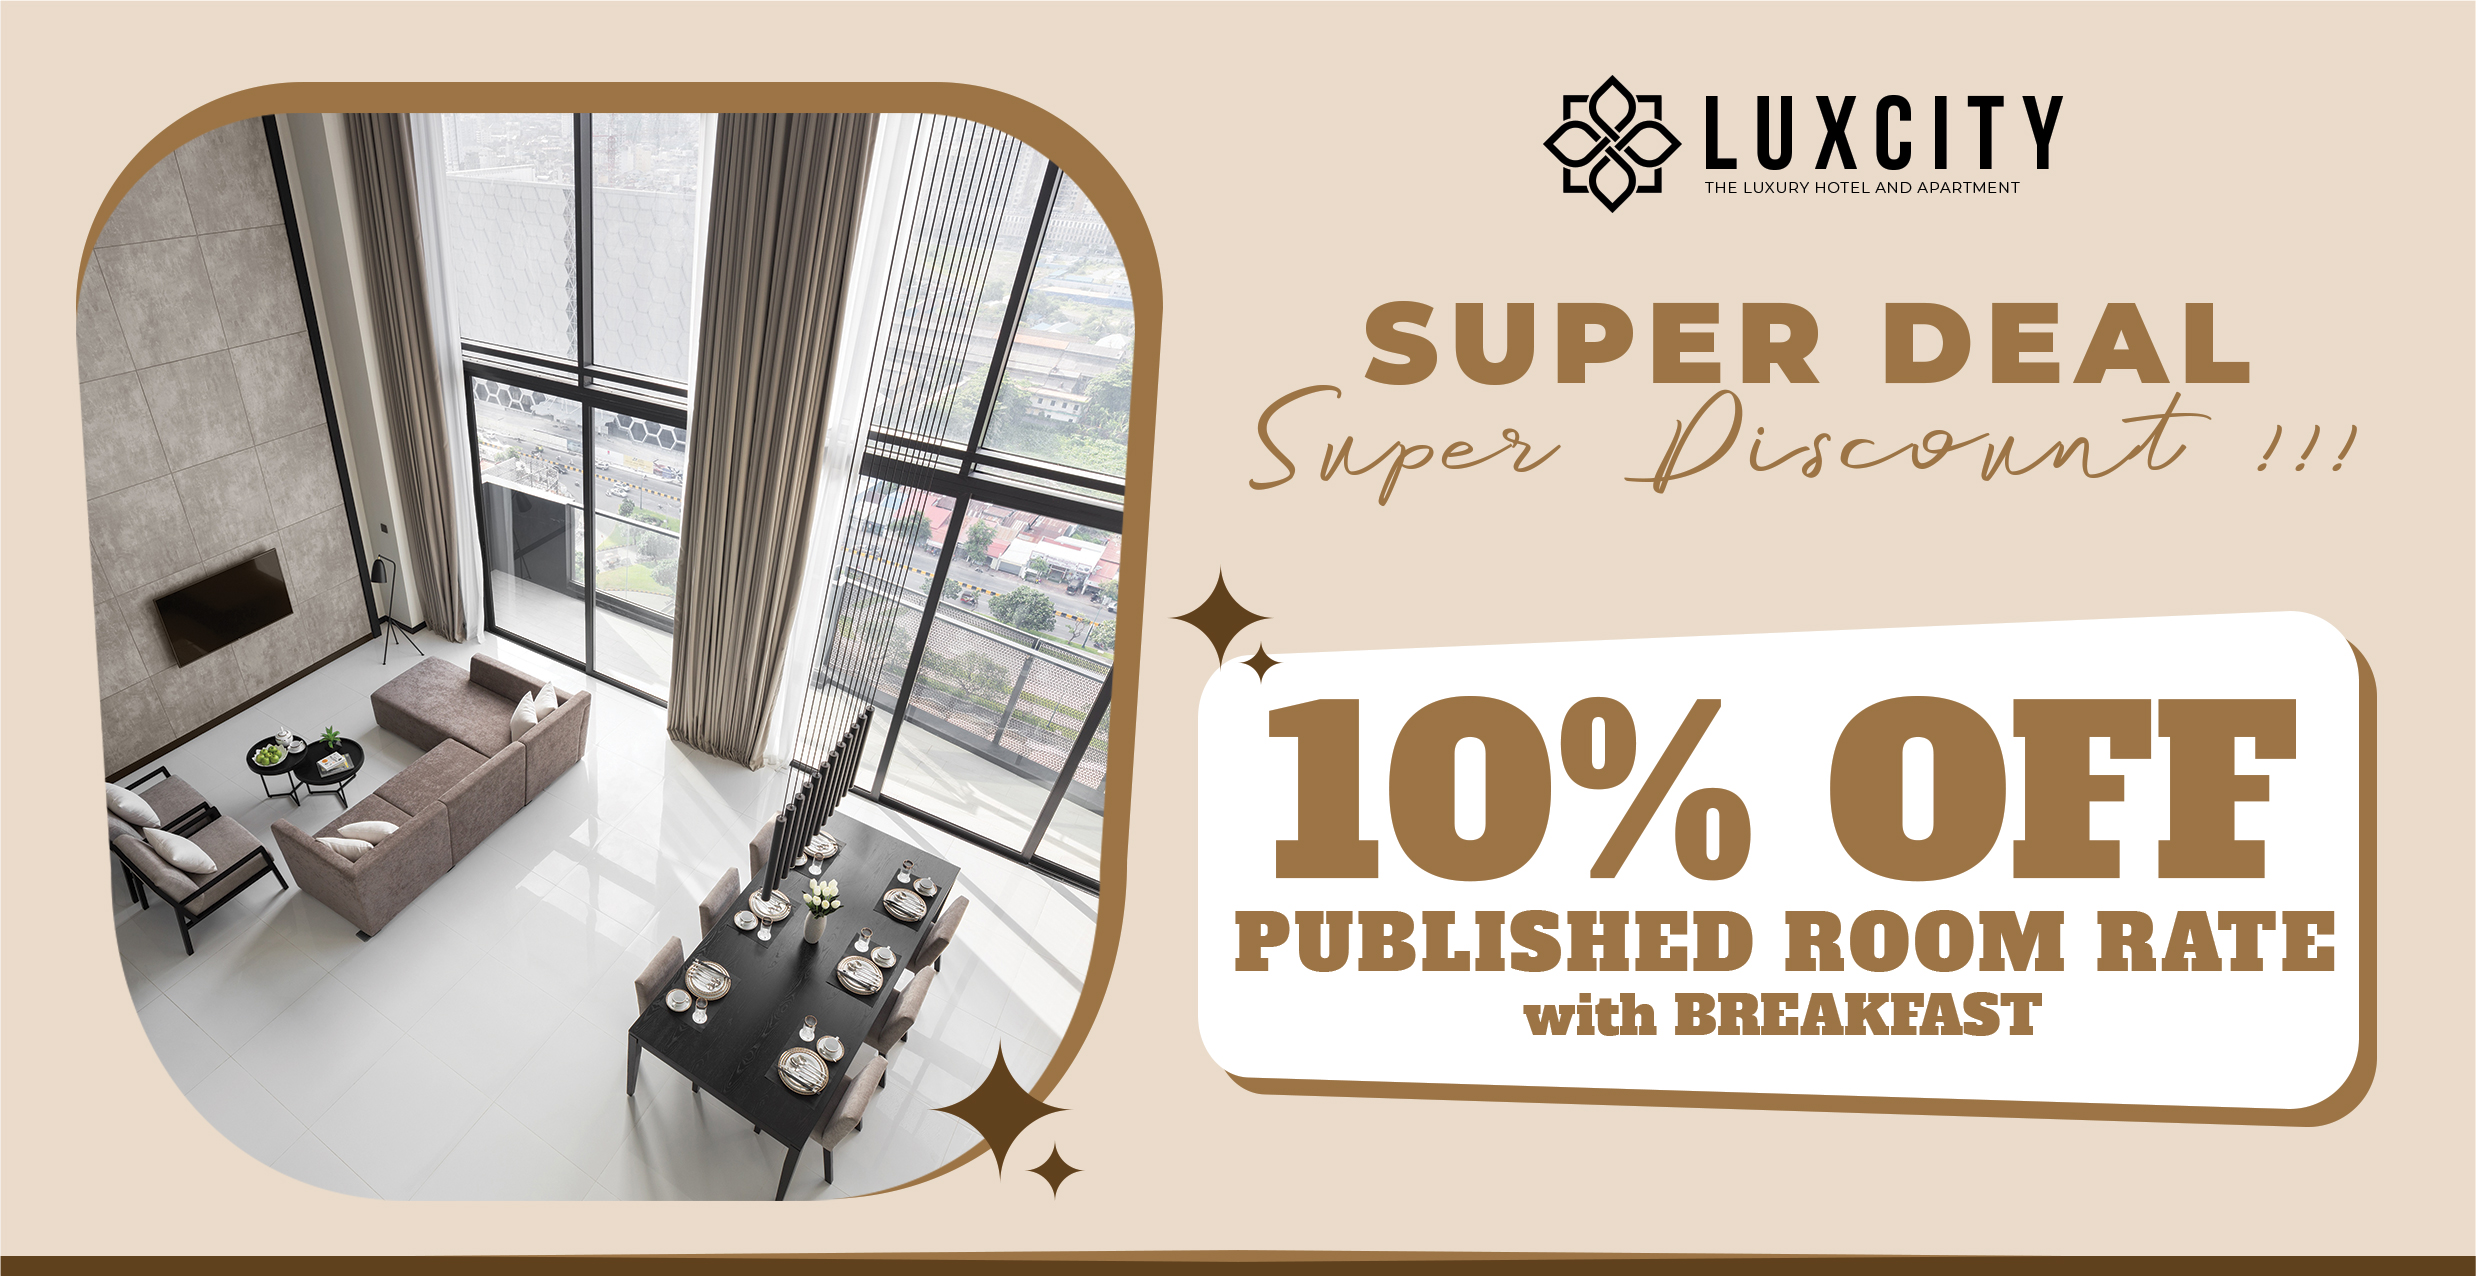 LUXCITY
THE LUXURY HOTEL AND APARTMENT
SUPER DEAL
Super Discount !!!
10% OFF
PUBLISHED ROOM RATE
with BREAKFAST